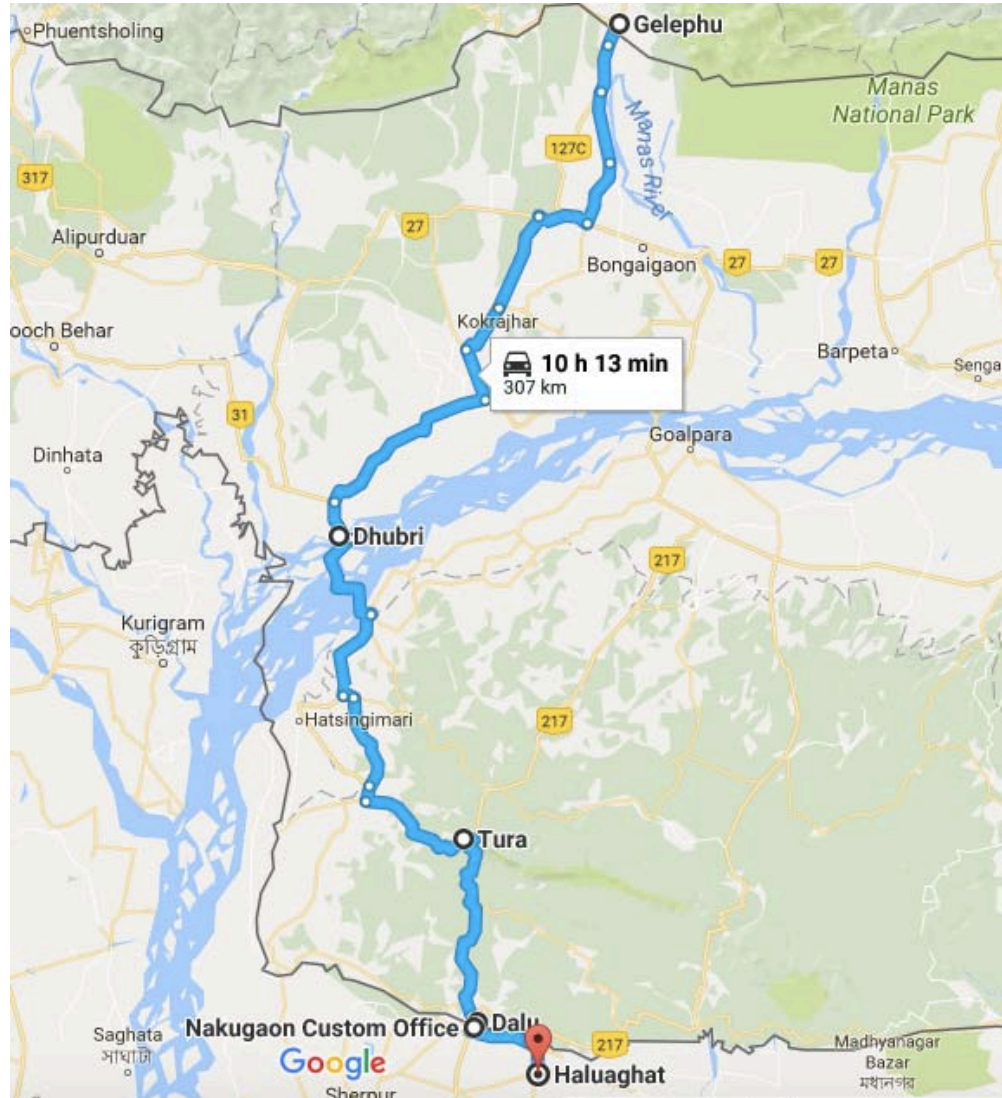 Phuentsholing
Gelephu
Manas
National Park
Manas River
127C
317
27
Alipurduar
Bongaigaon
27
27
ooch Behar
Kokrajhar
10 h 13 min
307 km
Barpeta
Senga
31
Goalpara
Dinhata
Dhubri
217
Kurigram
কুড়িগ্রাম
Hatsingimari
217
Tura
Nakugaon Custom Office
Dalu
Saghata
সাঘাটা
Google
217
Madhyanagar
Bazar
মধ্যনগর
Haluaghat
Sherpur